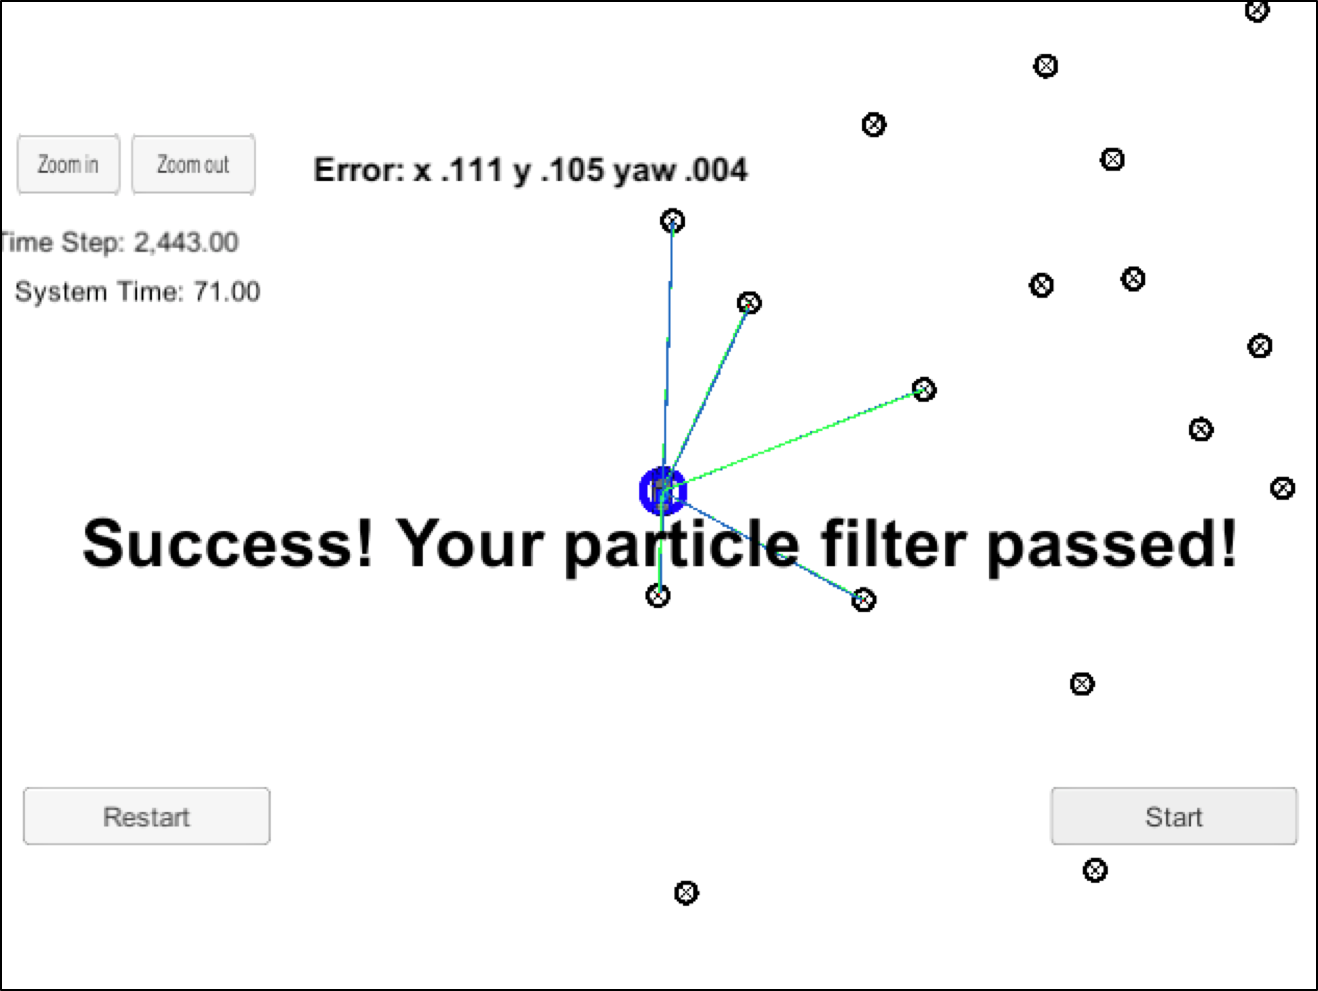 Zoom in
Zoom out
Error: x .111 y .105 yaw .004
Time Step: 2,443.00
System Time: 71.00
Success! Your particle filter passed!
Restart
Start